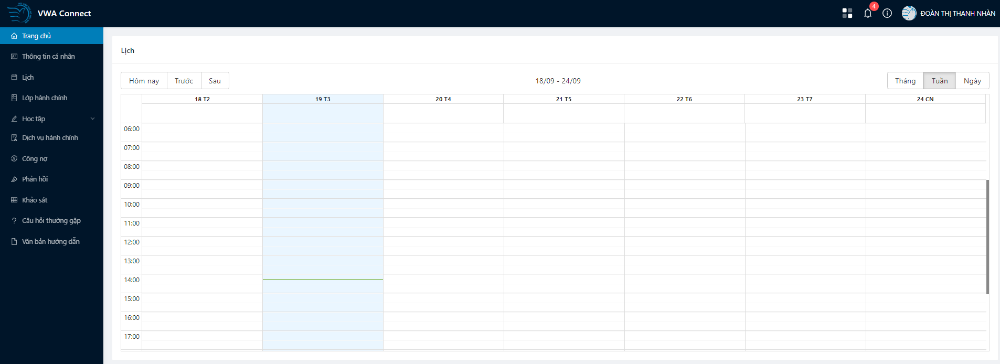 VWA Connect
4
ĐOÀN THỊ THANH NHÀN
Trang chủ
Thông tin cá nhân
Lịch
Lớp hành chính
Học tập
Dịch vụ hành chính
Công nợ
Phản hồi
Khảo sát
Câu hỏi thường gặp
Văn bản hướng dẫn
Lịch
Hôm nay Trước Sau
18/09 - 24/09
Tháng Tuần Ngày
18 T2 19 T3 20 T4 21 T5 22 T6 23 T7 24 CN
06:00
07:00
08:00
09:00
10:00
11:00
12:00
13:00
14:00
15:00
16:00
17:00